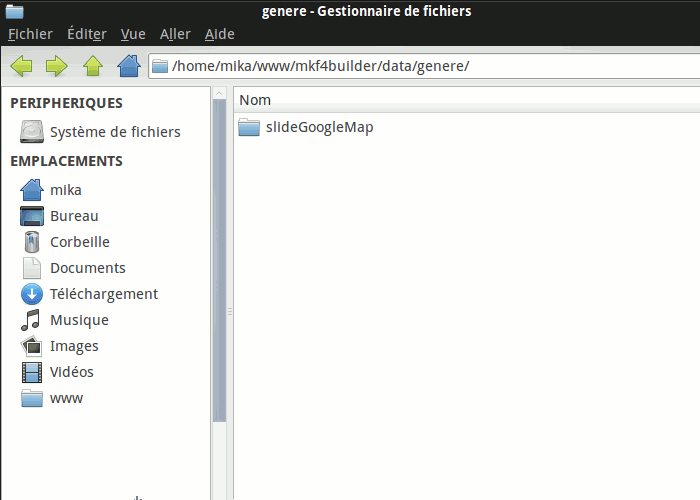 genere - Gestionnaire de fichiers
Fichier Éditer Vue Aller Aide
/home/mika/www/mkf4builder/data/genere/
PERIPHERIQUES
Système de fichiers
EMPLACEMENTS
mika
Bureau
Corbeille
Documents
Téléchargement
Musique
Images
Vidéos
www
Nom
slideGoogleMap